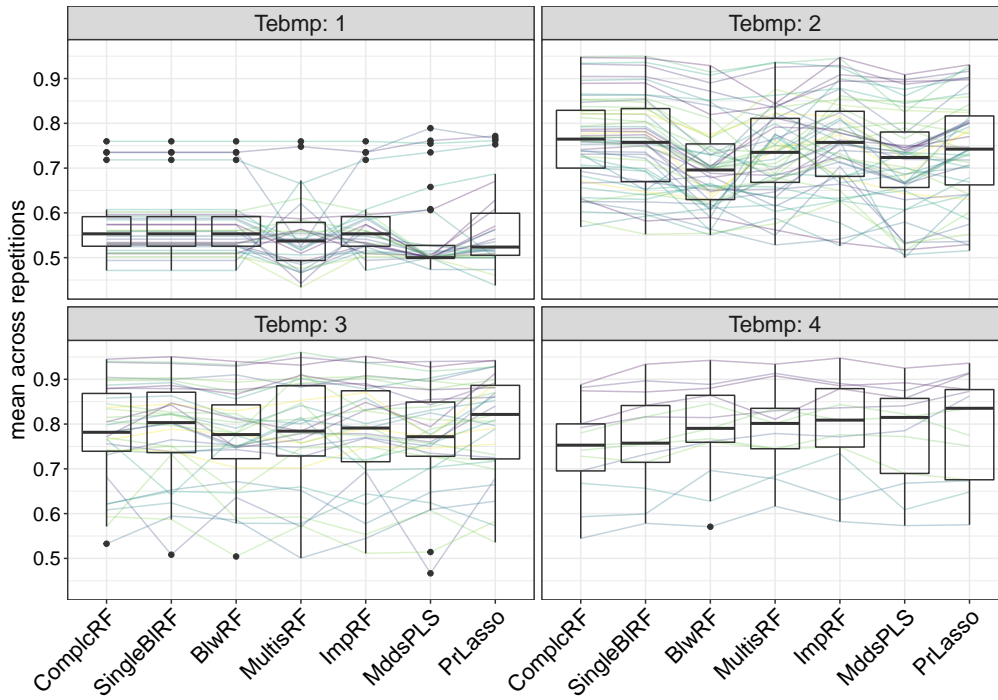 Tebmp: 1
Tebmp: 2
0.9
0.8
0.7
0.6
0.5
Tebmp: 3
Tebmp: 4
0.9
0.8
0.7
0.6
0.5
mean across repetitions
ComplcRF
SingleBlRF
BlwRF
MultisRF
ImpRF
MddsPLS
PrLasso
ComplcRF
SingleBlRF
BlwRF
MultisRF
ImpRF
MddsPLS
PrLasso